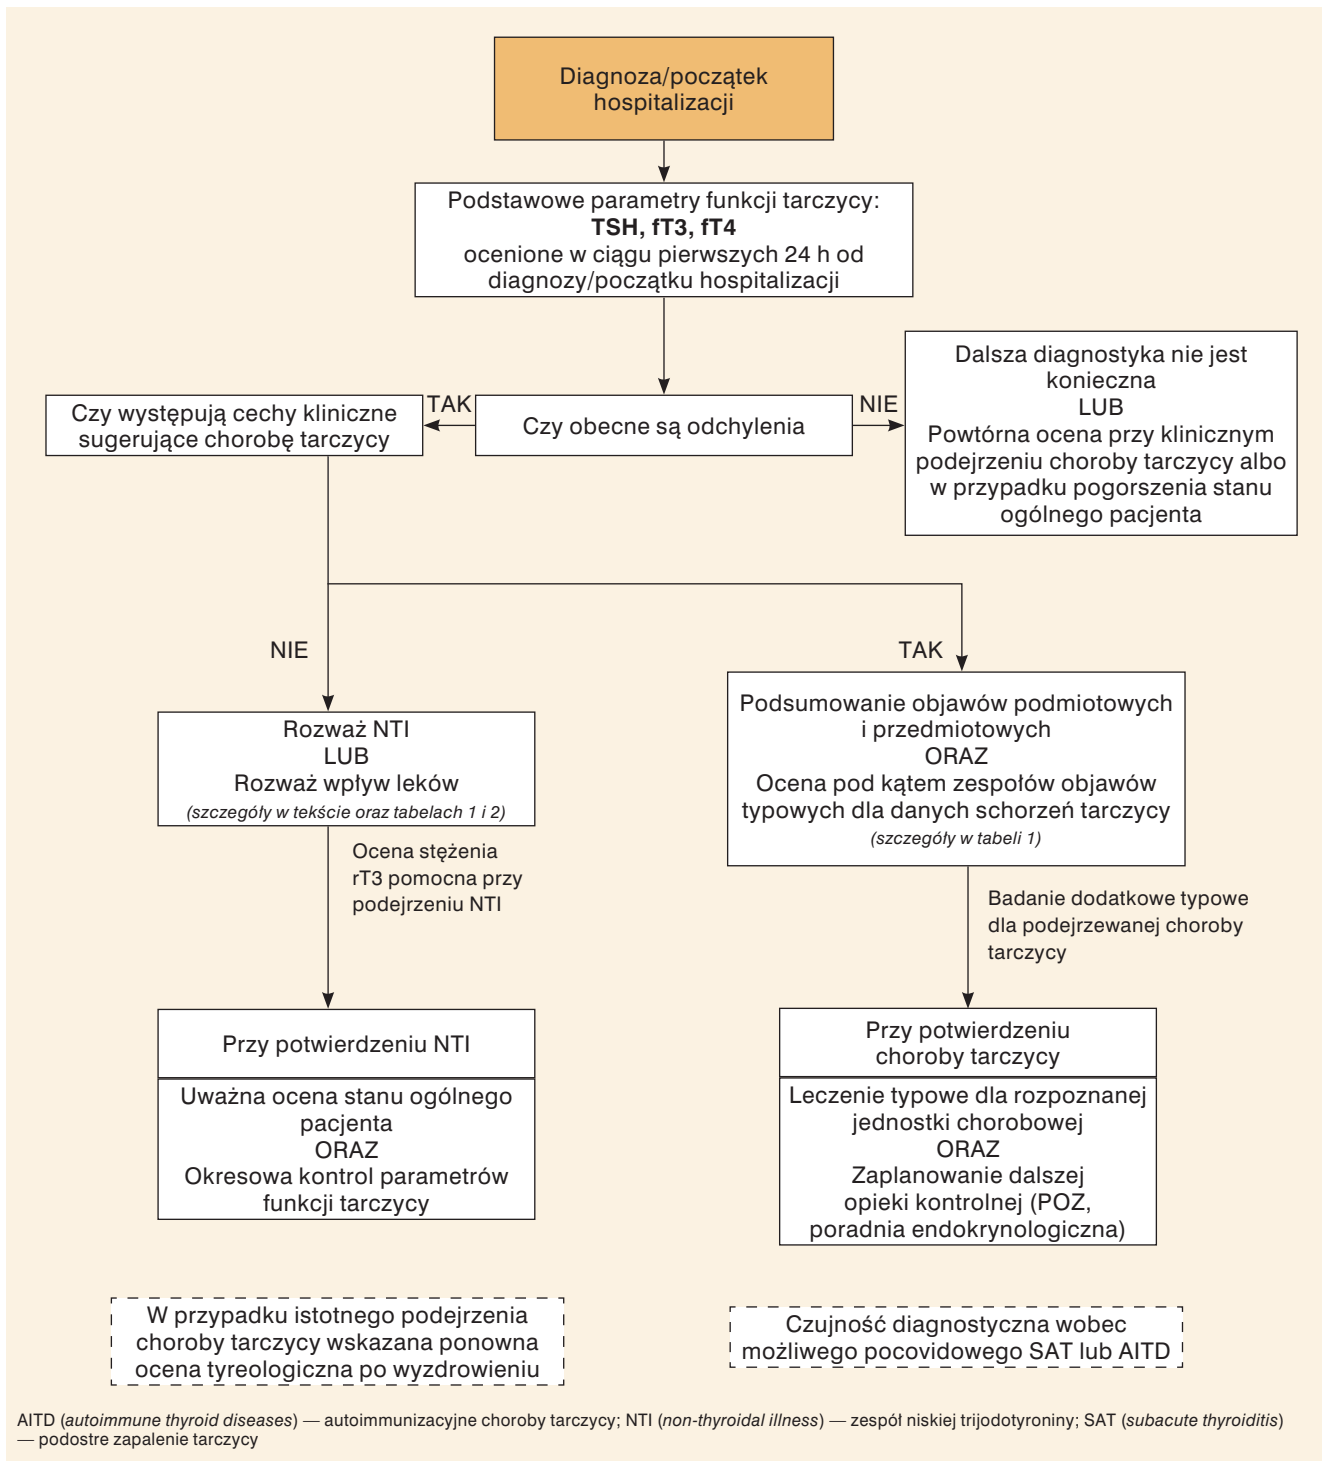 Diagnoza/początek
hospitalizacji
Podstawowe parametry funkcji tarczycy:
TSH, fT3, fT4
ocenione w ciągu pierwszych 24 h od
diagnozy/początku hospitalizacji
Czy występują cechy kliniczne
sugerujące chorobę tarczycy
TAK
Czy obecne są odchylenia
NIE
Dalsza diagnostyka nie jest
konieczna
LUB
Powtórna ocena przy klinicznym
podejrzeniu choroby tarczycy albo
w przypadku pogorszenia stanu
ogólnego pacjenta
NIE
TAK
Rozważ NTI
LUB
Rozważ wpływ leków
(szczegóły w tekście oraz tabelach 1 i 2)
Podsumowanie objawów podmiotowych
i przedmiotowych
ORAZ
Ocena pod kątem zespołów objawów
typowych dla danych schorzeń tarczycy
(szczegóły w tabeli 1)
Ocena stężenia
rT3 pomocna przy
podejrzeniu NTI
Badanie dodatkowe typowe
dla podejrzewanej choroby
tarczycy
Przy potwierdzeniu NTI
Uważna ocena stanu ogólnego
pacjenta
ORAZ
Okresowa kontrol parametrów
funkcji tarczycy
Przy potwierdzeniu
choroby tarczycy
Leczenie typowe dla rozpoznanej
jednostki chorobowej
ORAZ
Zaplanowanie dalszej
opieki kontrolnej (POZ,
poradnia endokrynologiczna)
W przypadku istotnego podejrzenia
choroby tarczycy wskazana ponowna
ocena tyreologiczna po wyzdrowieniu
Czujność diagnostyczna wobec
możliwego pocovidowego SAT lub AITD
AITD (autoimmune thyroid diseases) — autoimmunizacyjne choroby tarczycy; NTI (non-thyroidal illness) — zespół niskiej trijodotyroniny; SAT (subacute thyroiditis)
— podostre zapalenie tarczycy